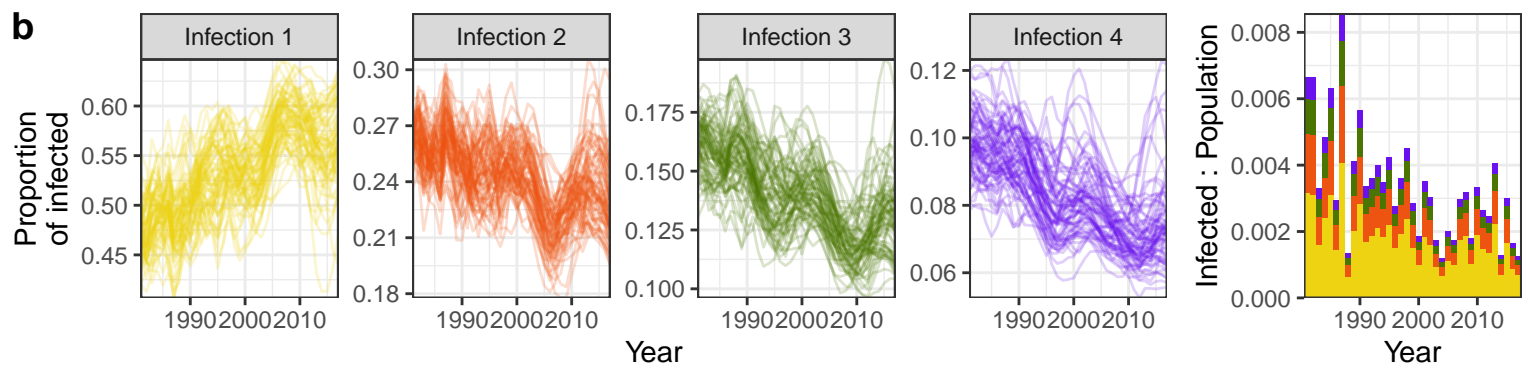 b
Infection 1
Infection 2
Infection 3
Infection 4
Proportion
of infected
0.60
0.55
0.50
0.45
0.30
0.27
0.24
0.21
0.18
0.175
0.150
0.125
0.100
0.12
0.10
0.08
0.06
Infected : Population
0.008
0.006
0.004
0.002
0.000
1990 2000 2010
1990 2000 2010
1990 2000 2010
1990 2000 2010
1990 2000 2010
Year
Year